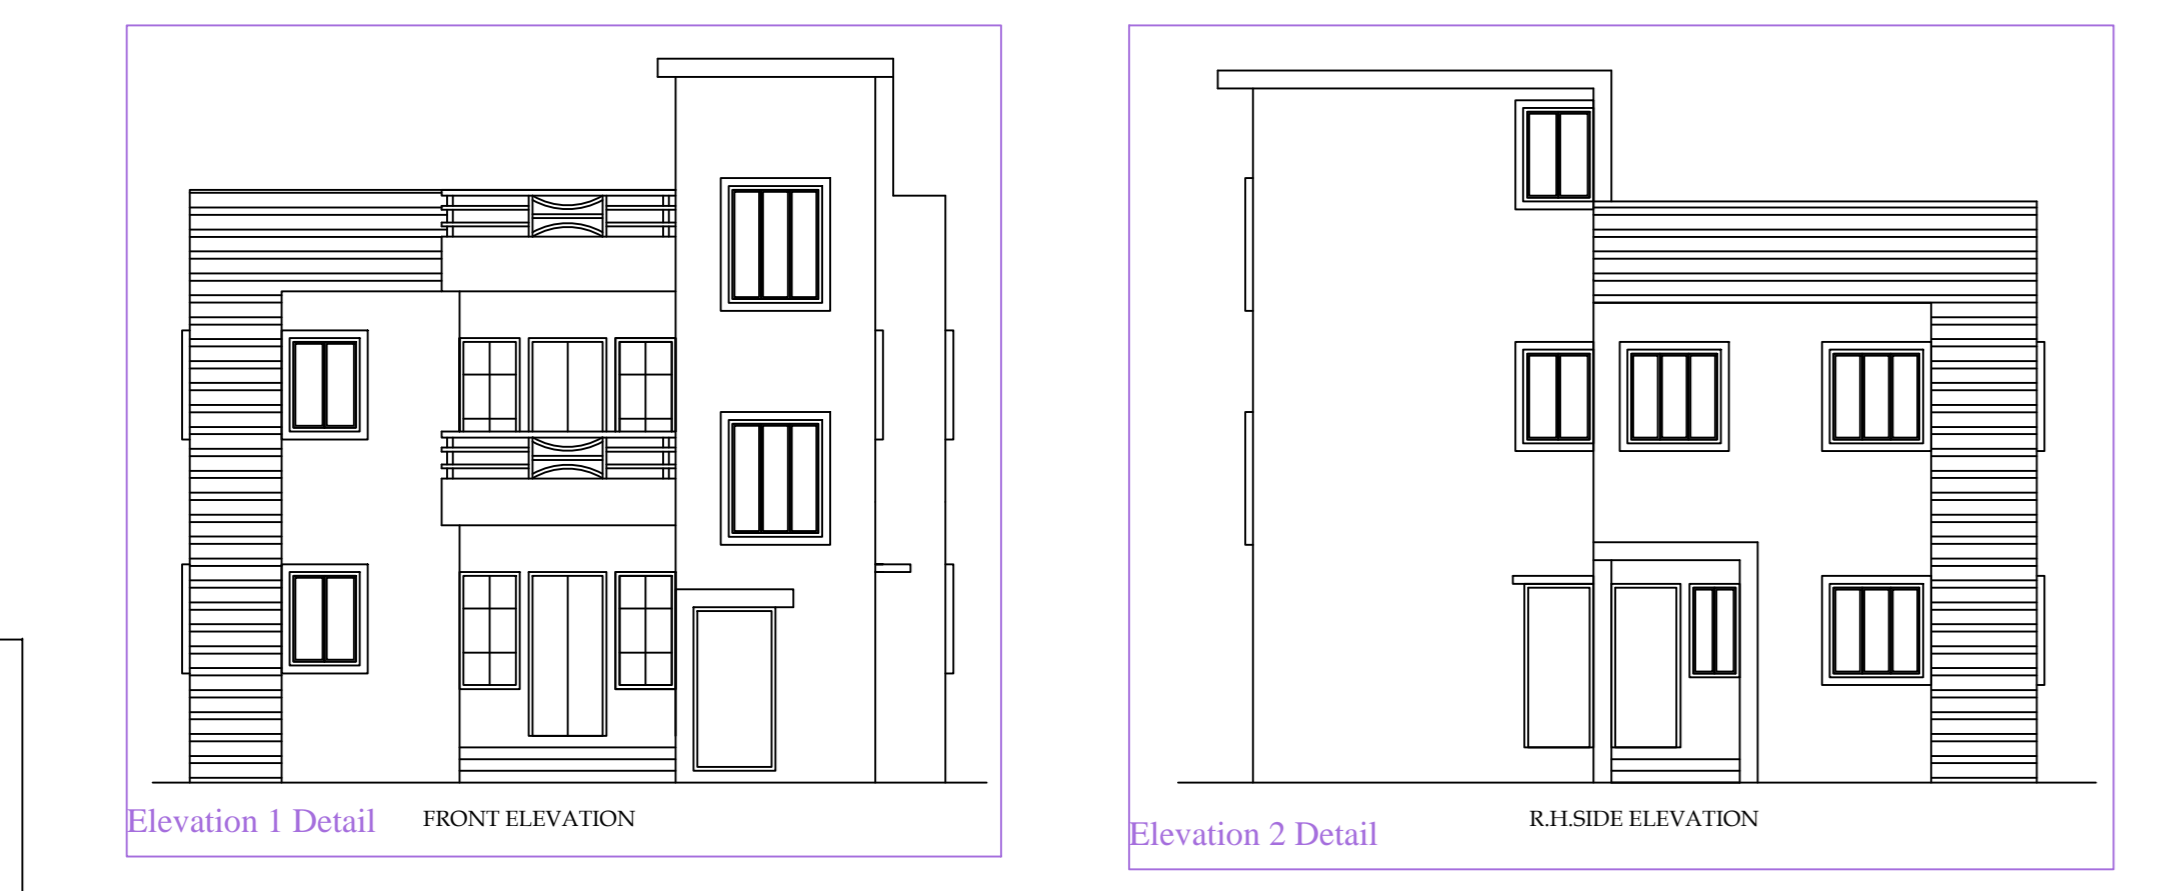 Elevation 1 Detail
FRONT ELEVATION
Elevation 2 Detail
R.H.SIDE ELEVATION